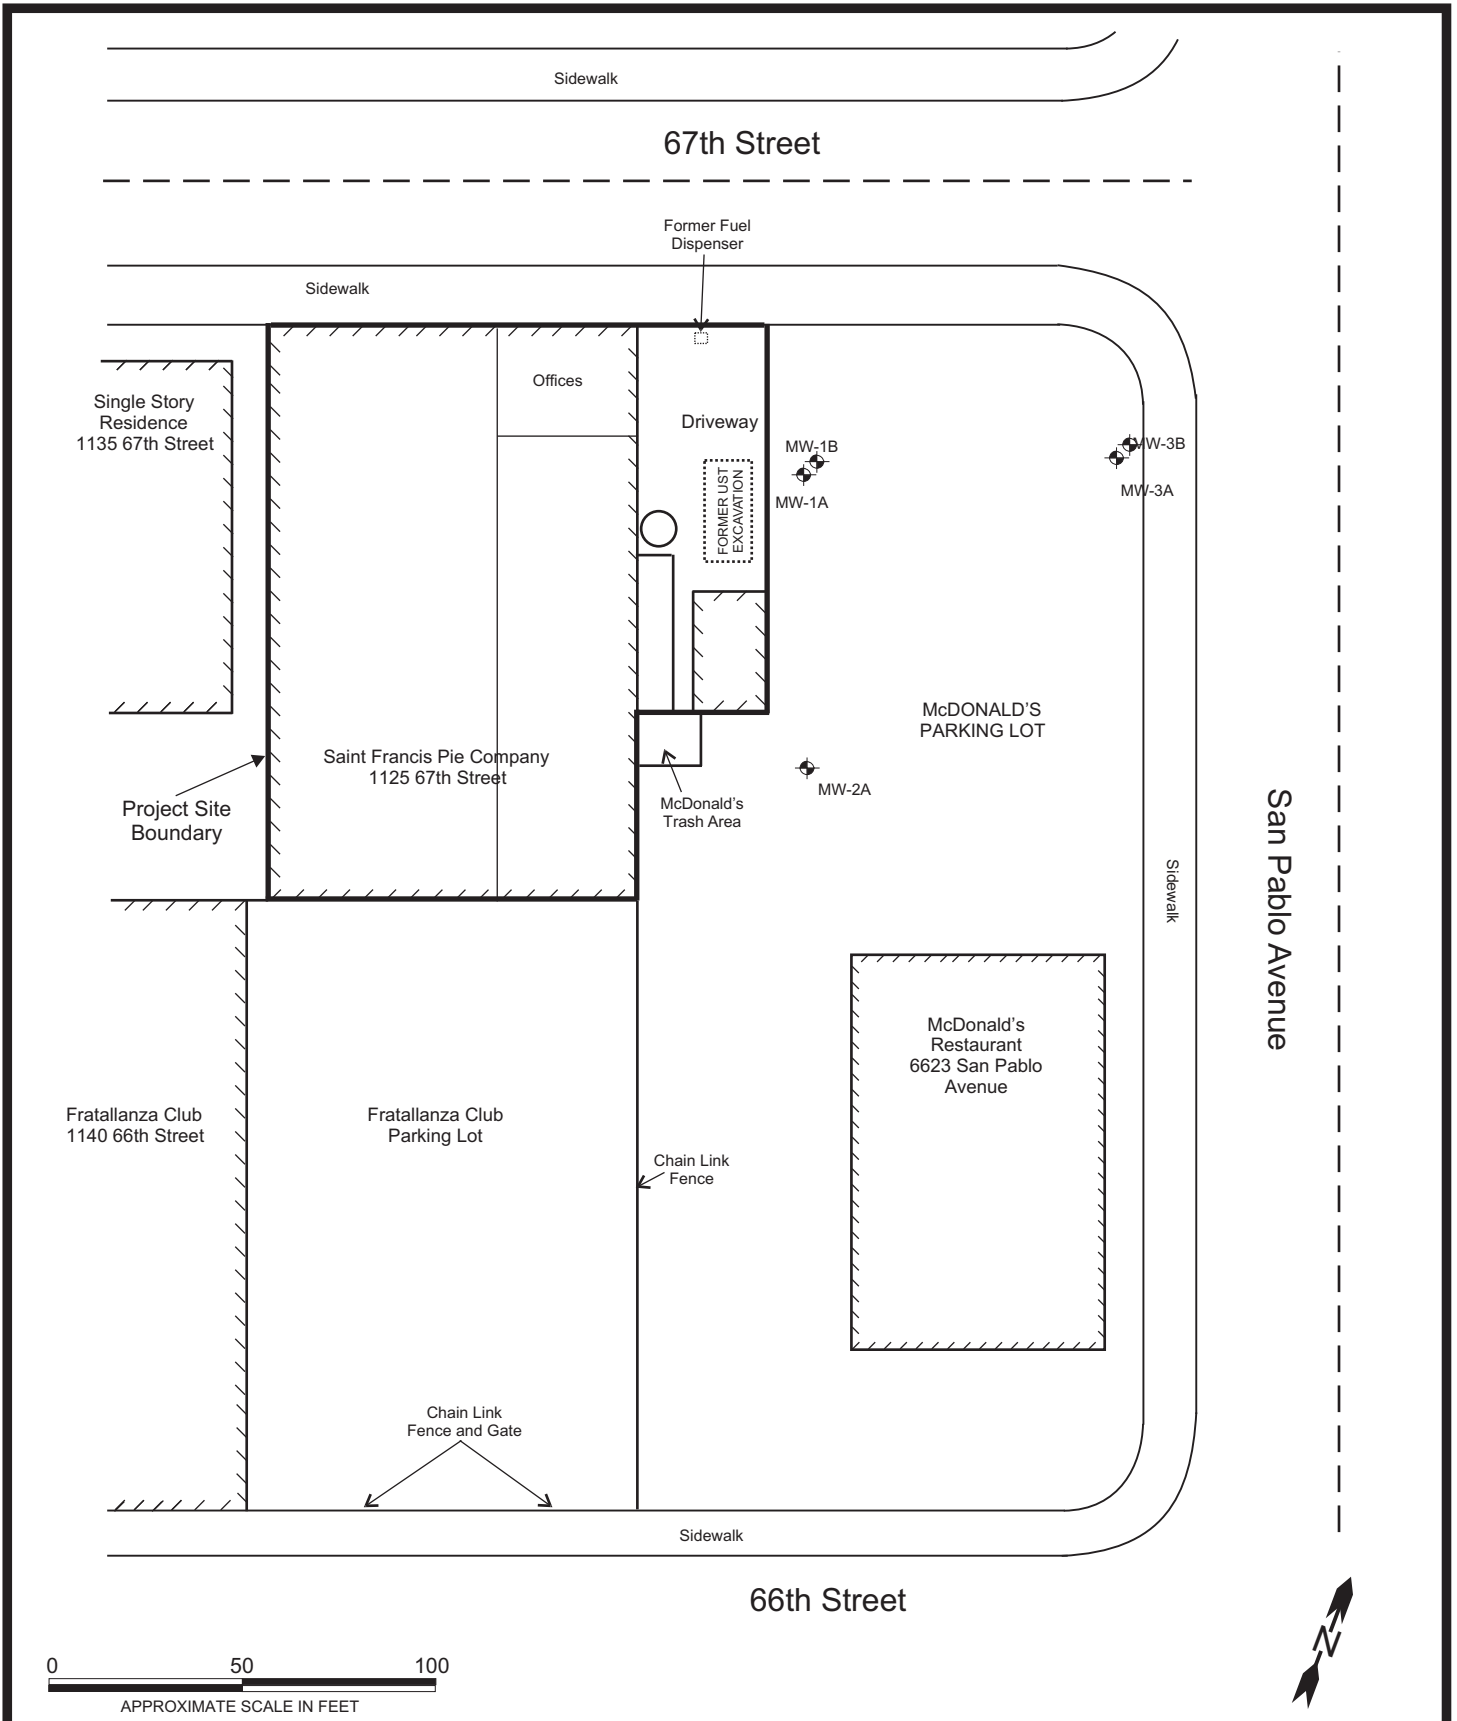 Sidewalk
67th Street
Former Fuel
Dispenser
Sidewalk
Offices
Single Story
Residence
1135 67th Street
Driveway
MW-1B
MW-3B
FORMER UST
EXCAVATION
MW-1A
MW-3A
McDONALD'S
PARKING LOT
Saint Francis Pie Company
1125 67th Street
MW-2A
Project Site
Boundary
McDonald's
Trash Area
San Pablo Avenue
Sidewalk
McDonald's
Restaurant
6623 San Pablo
Avenue
Fratallanza Club
1140 66th Street
Fratallanza Club
Parking Lot
Chain Link
Fence
Chain Link
Fence and Gate
Sidewalk
66th Street
N
0 50 100
APPROXIMATE SCALE IN FEET